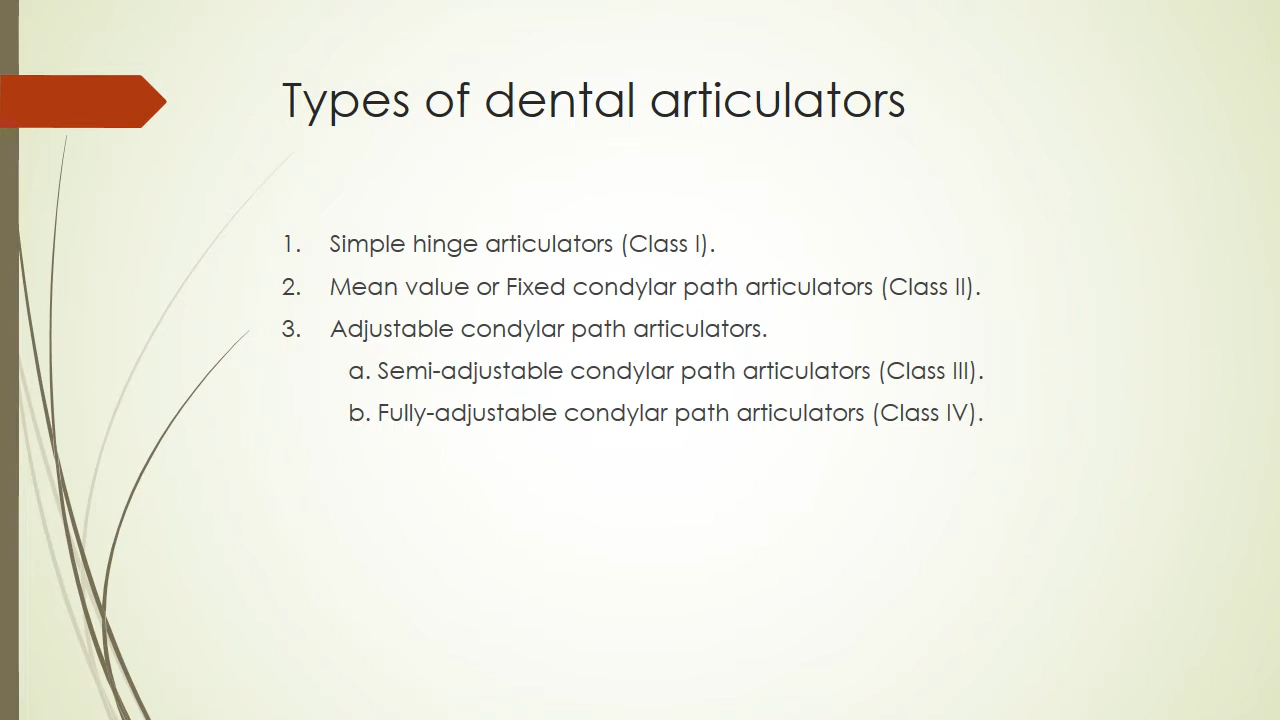 Types of dental articulators
1. Simple hinge articulators (Class I).
2. Mean value or Fixed condylar path articulators (Class II).
3. Adjustable condylar path articulators.
a. Semi-adjustable condylar path articulators (Class III).
b. Fully-adjustable condylar path articulators (Class IV).